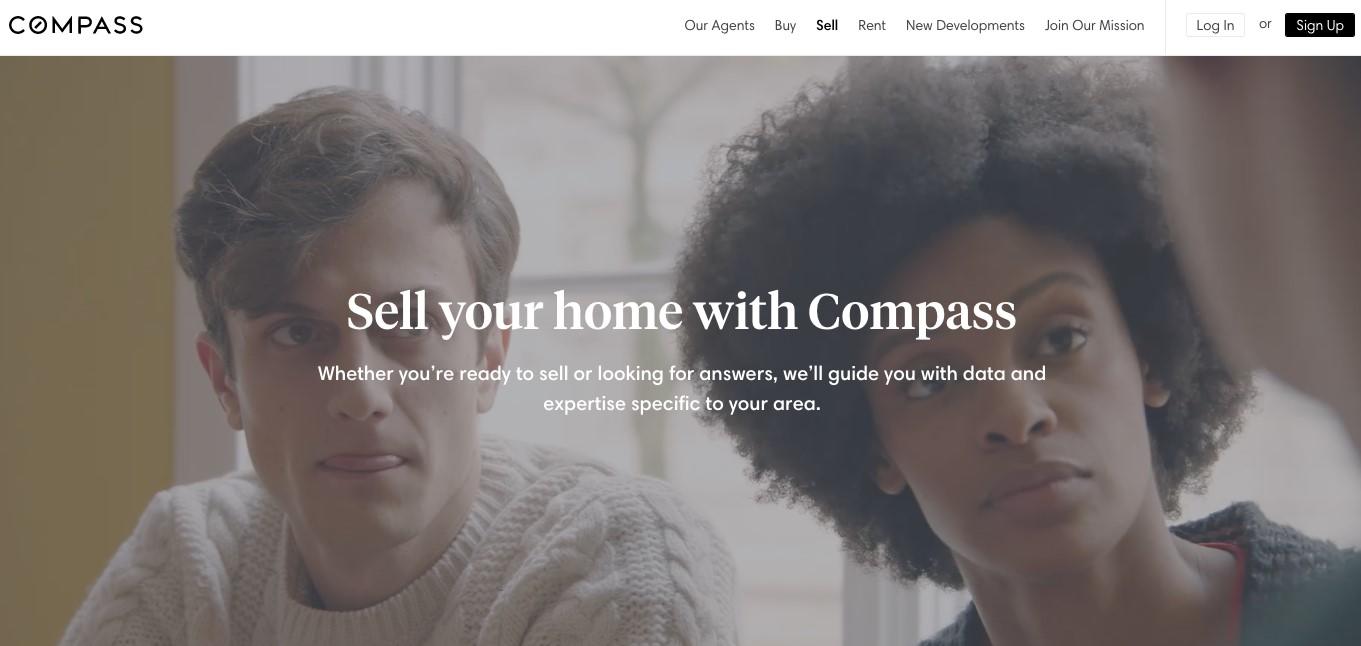 COMPASS
Our Agents Buy Sell Rent New Developments Join Our Mission Log In or Sign Up
Sell your home with Compass
Whether you’re ready to sell or looking for answers, we’ll guide you with data and
expertise specific to your area.